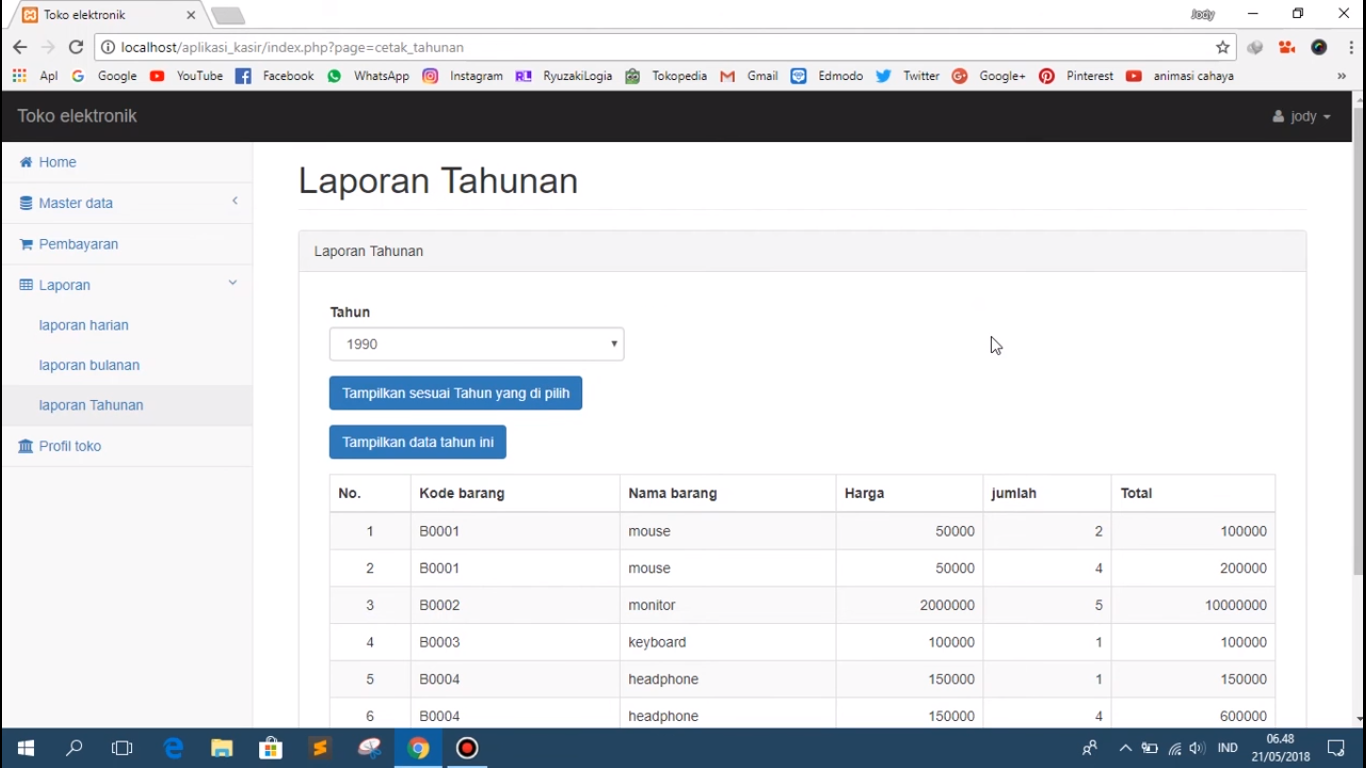 Toko elektronik
Jody
localhost/aplikasi_kasir/index.php?page=cetak_tahunan
Apl Google YouTube Facebook WhatsApp Instagram RyuzakiLogia Tokopedia Gmail Edmodo Twitter Google+ Pinterest animasi cahaya »
Toko elektronik
jody
Home
Master data
Pembayaran
Laporan
laporan harian
laporan bulanan
laporan Tahunan
Profil toko
Laporan Tahunan
Laporan Tahunan
Tahun
1990
Tampilkan sesuai Tahun yang di pilih
Tampilkan data tahun ini
No. Kode barang Nama barang Harga jumlah Total
1 B0001 mouse 50000 2 100000
2 B0001 mouse 50000 4 200000
3 B0002 monitor 2000000 5 10000000
4 B0003 keyboard 100000 1 100000
5 B0004 headphone 150000 1 150000
6 B0004 headphone 150000 4 600000
IND
06.48
21/05/2018